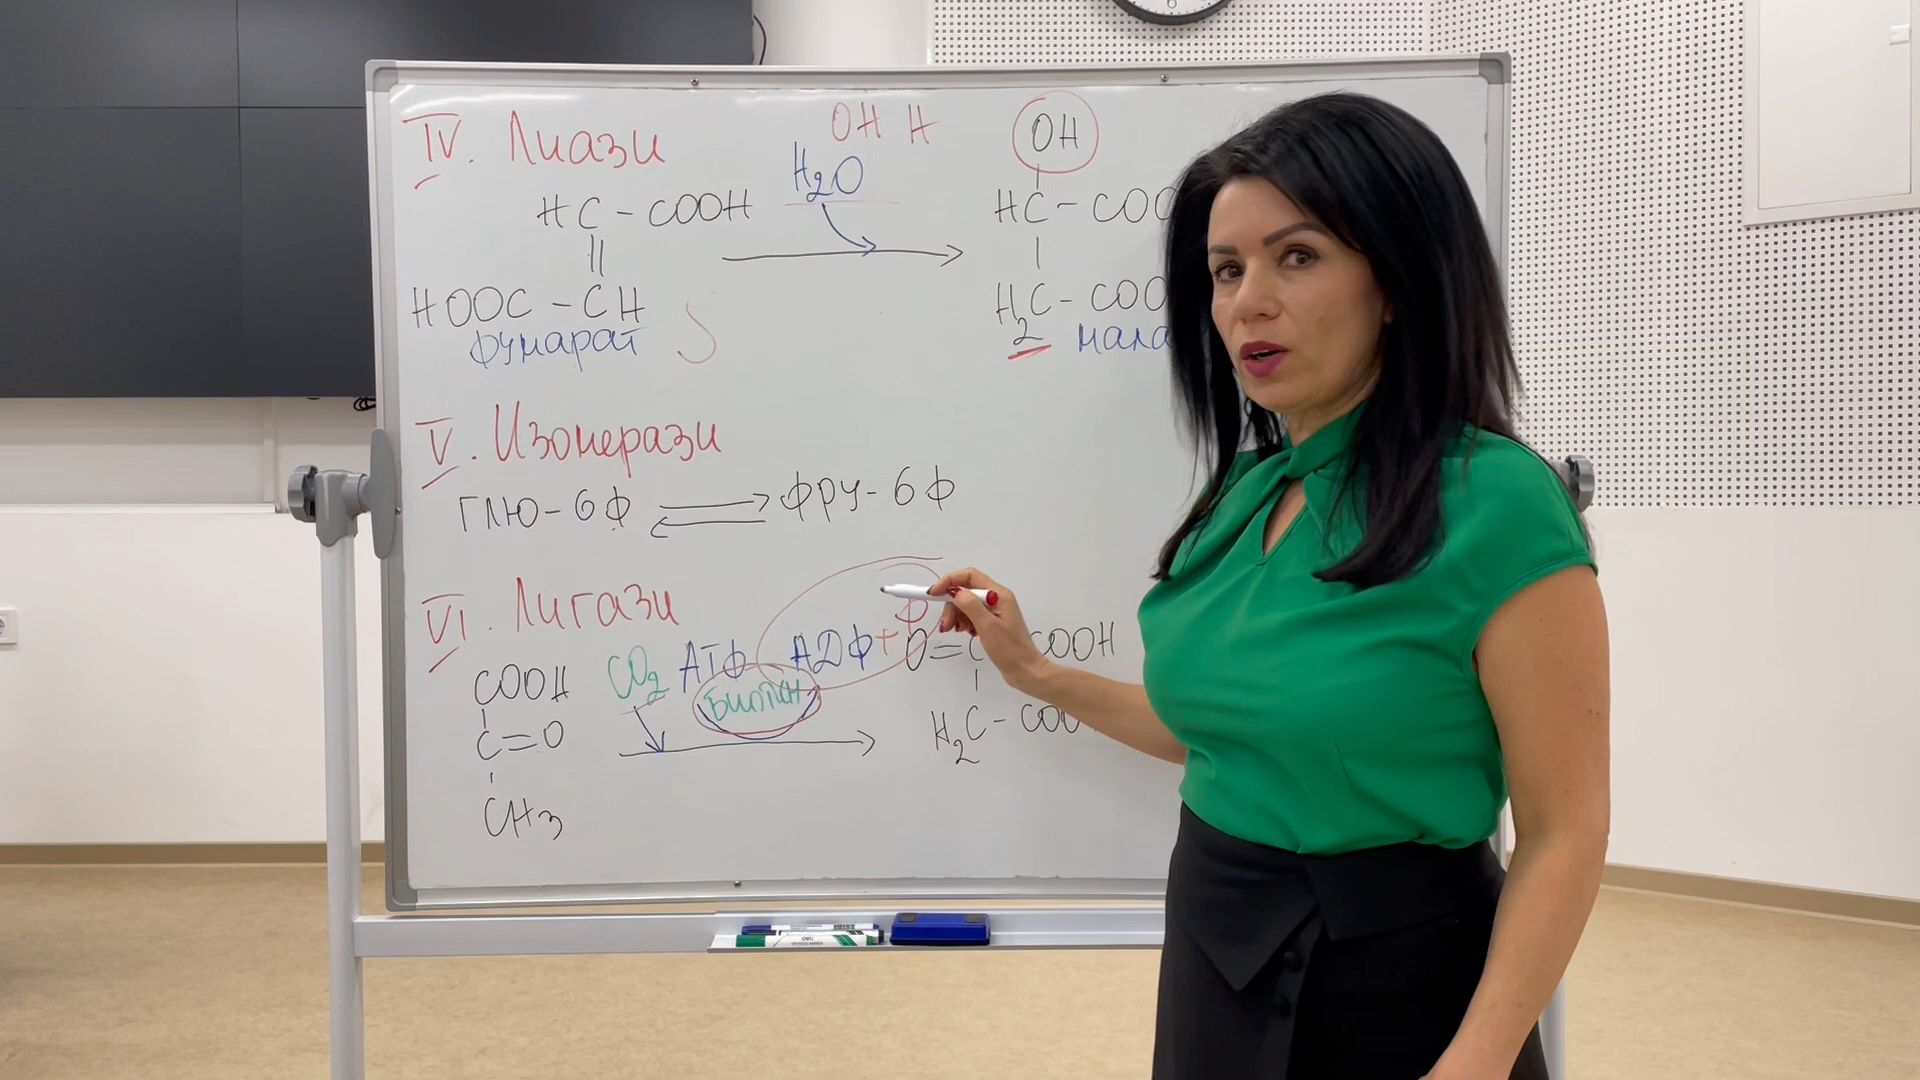 IV. Лиази
OH H
OH
H2O
HC - COOH
HC - COO
||
HOOC - CH
H2C - COO
фумарат
мала
V. Изомерази
ГЛЮ - 6Ф ⇌ ФРУ - 6Ф
VI. Лигази
CO2 АТФ АДФ + Ф
Биотин
COOH
O=C COOH
C=O
H2C - COO
CH3